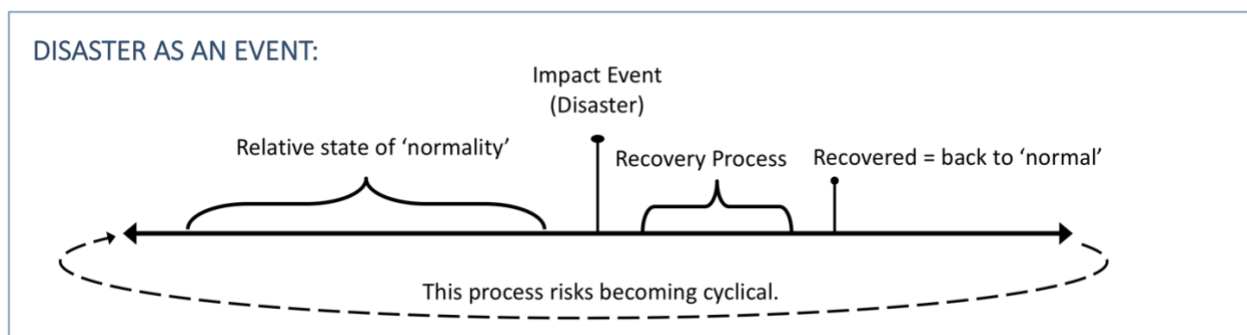 DISASTER AS AN EVENT:
Impact Event
(Disaster)
Relative state of ‘normality’
Recovery Process
Recovered = back to ‘normal’
This process risks becoming cyclical.